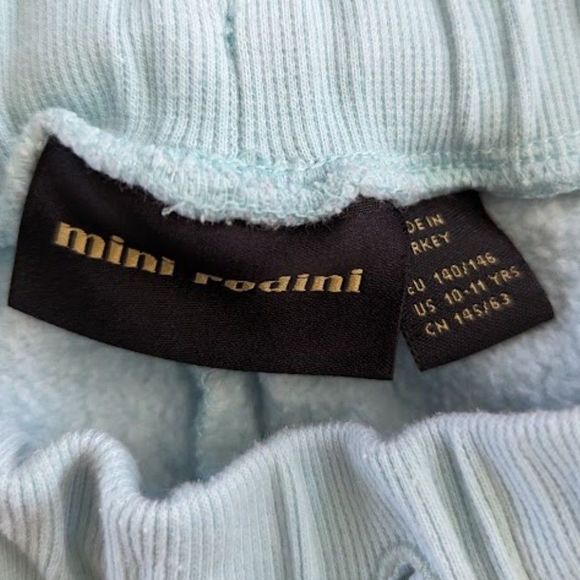 mini rodini
DE IN
RKEY
EU 140/146
US 10-11 YRS
CN 145/63